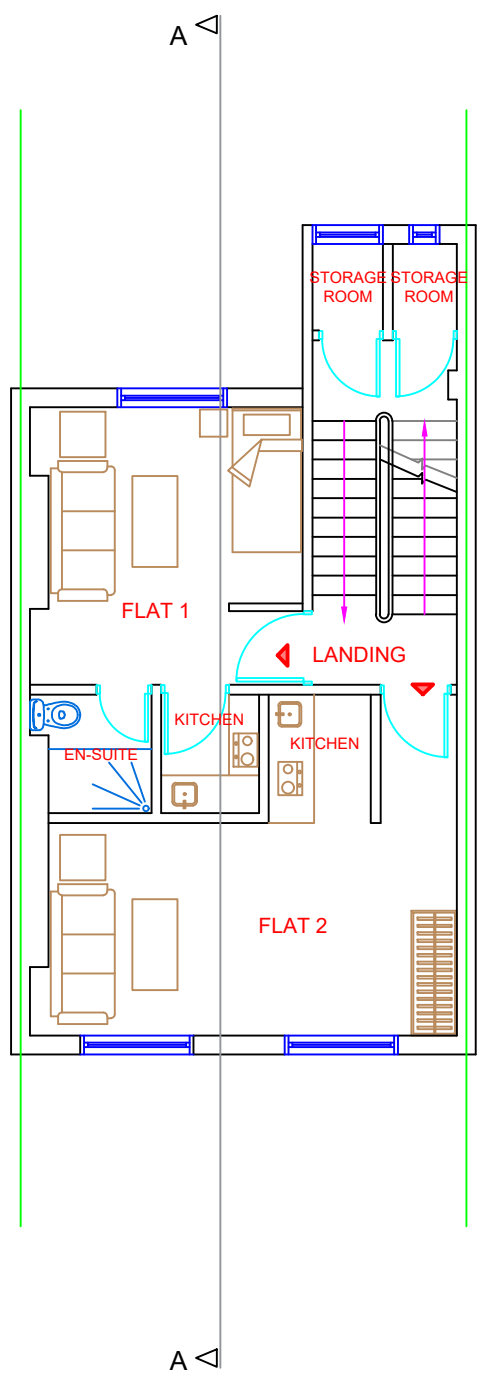 A
STORAGE
ROOM
STORAGE
ROOM
FLAT 1
LANDING
KITCHEN
KITCHEN
EN-SUITE
FLAT 2
A